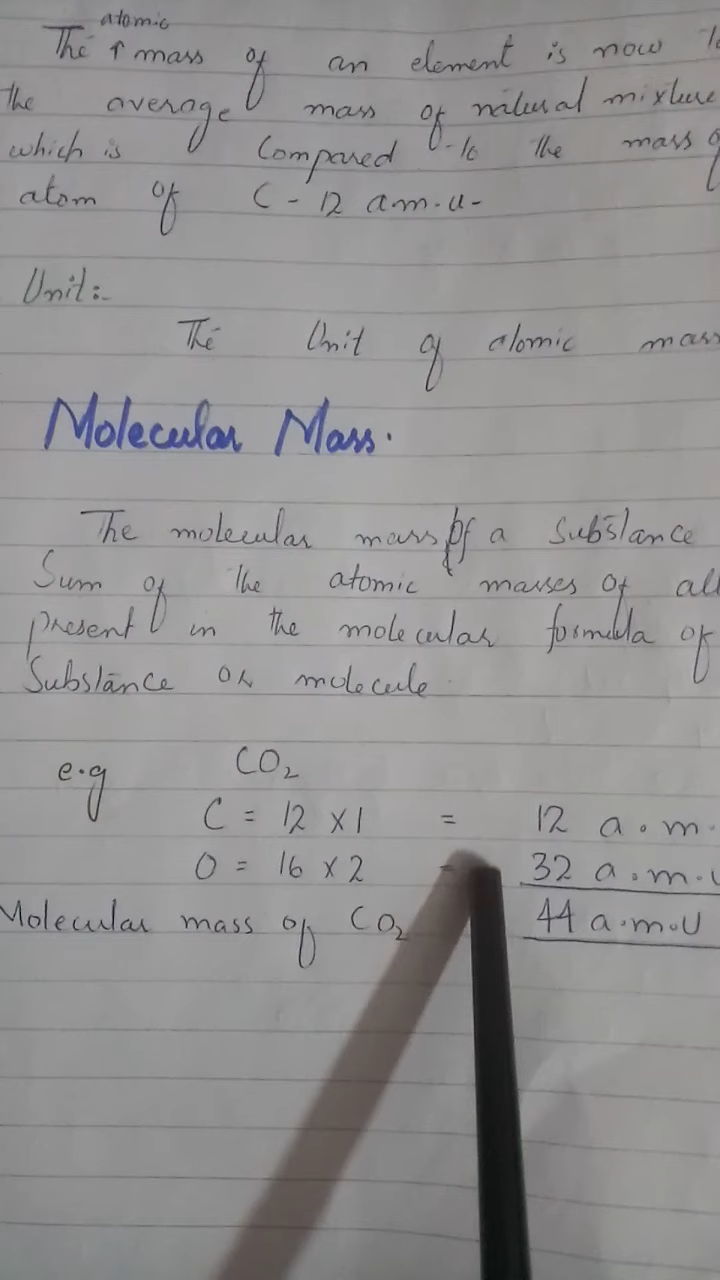 atomic
The ↑ mass of an element is now
the average mass of natural mixture
which is Compared to the mass
atom of C - 12 a.m.u-
Unit:-
The Unit of atomic mass
Molecular Mass.
The molecular mass of a Substance
Sum of the atomic masses of all
present in the molecular formula of
Substance or molecule.
e.g CO₂
C = 12 x 1 = 12 a.m.
O = 16 x 2 = 32 a.m.u
Molecular mass of CO₂ 44 a.m.U